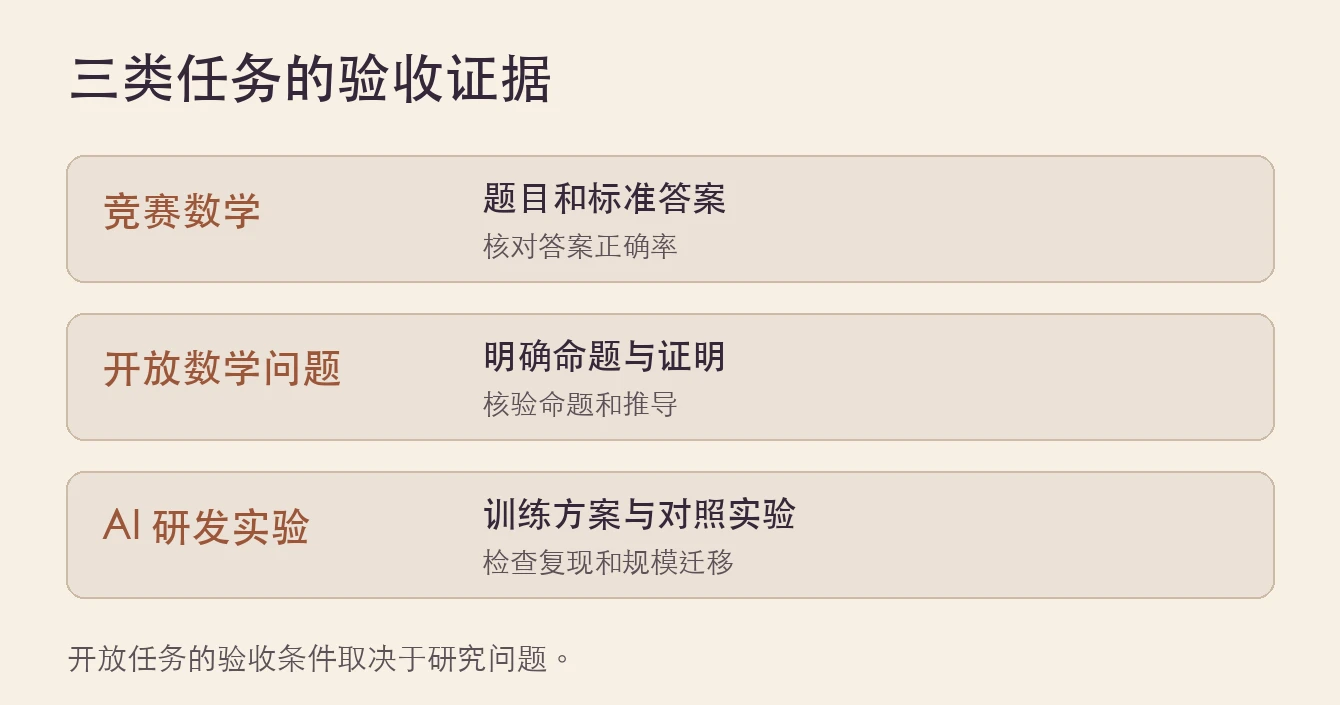 三类任务的验收证据
竞赛数学
题目和标准答案
核对答案正确率
开放数学问题
明确命题与证明
核验命题和推导
AI 研发实验
训练方案与对照实验
检查复现和规模迁移
开放任务的验收条件取决于研究问题。